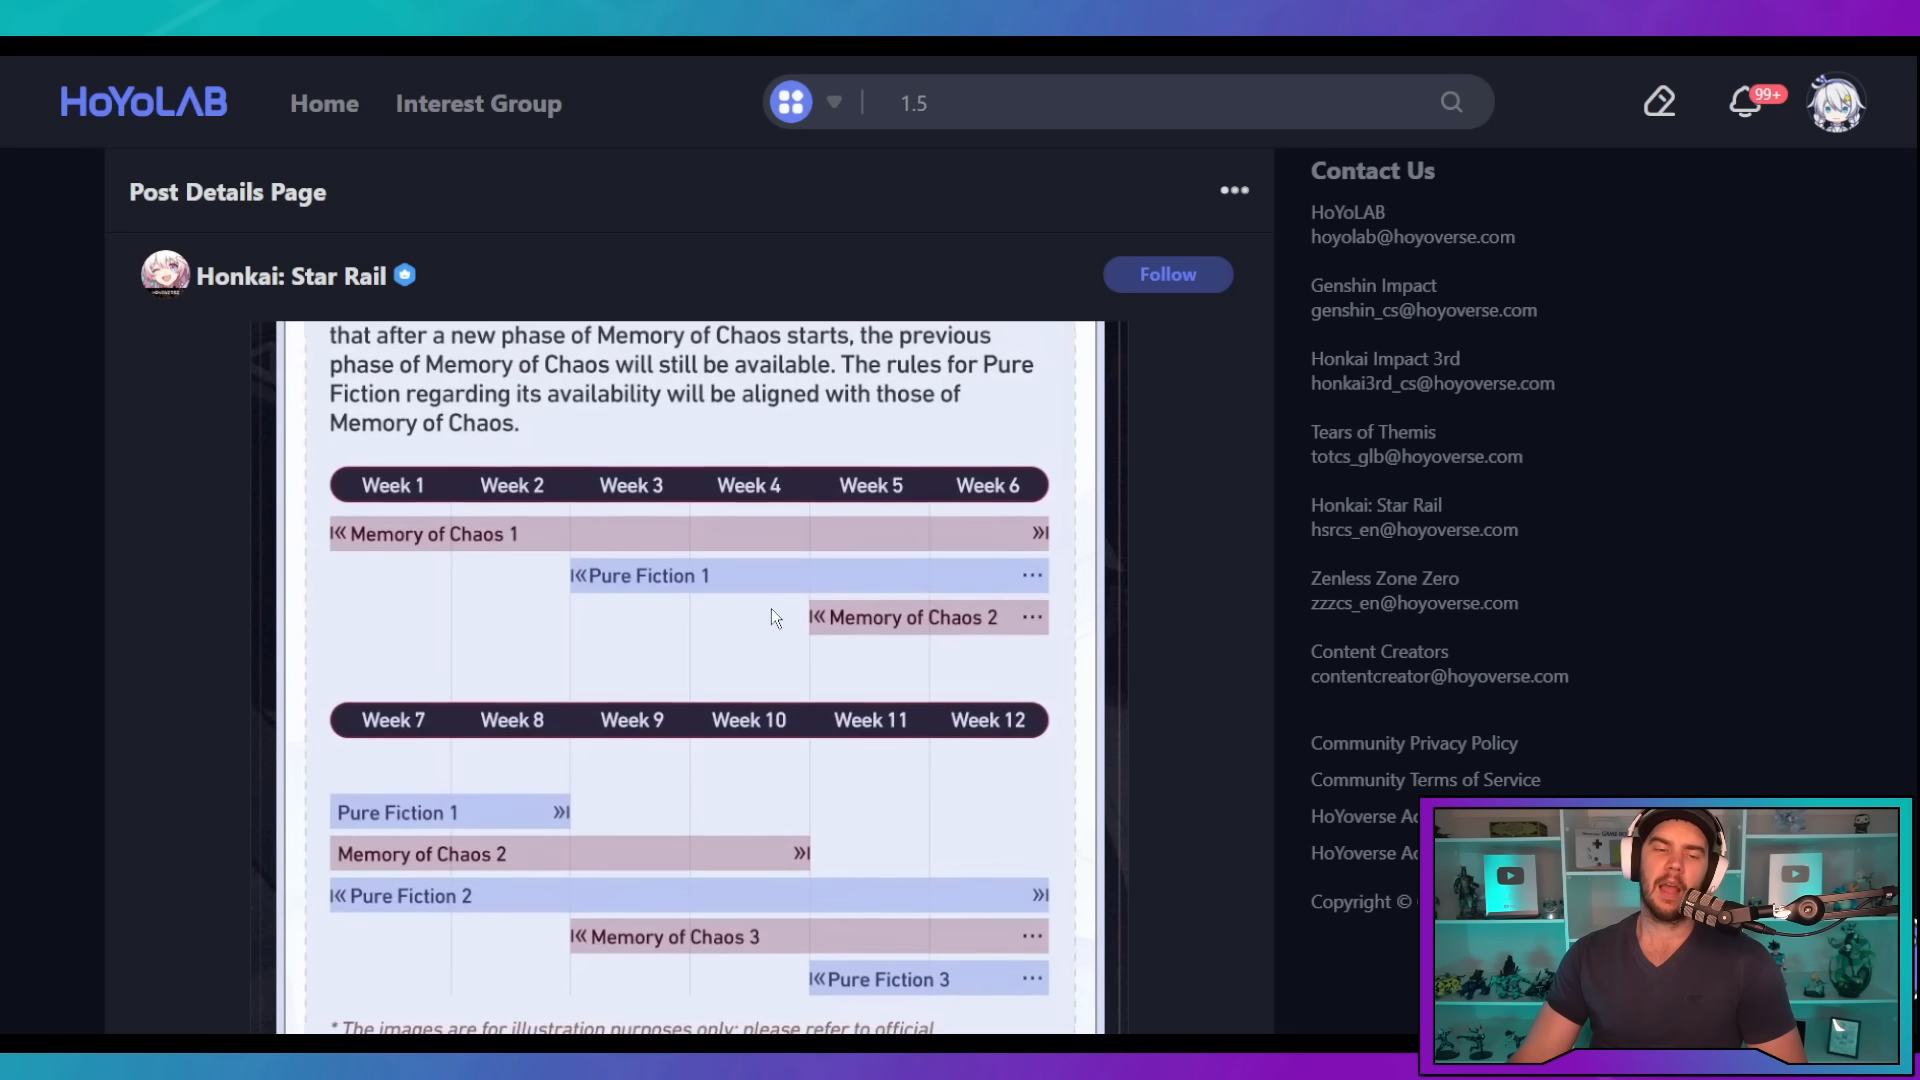 HoYoLAB
Home
Interest Group
1.5
99+
Post Details Page
Honkai: Star Rail
Follow
that after a new phase of Memory of Chaos starts, the previous
phase of Memory of Chaos will still be available. The rules for Pure
Fiction regarding its availability will be aligned with those of
Memory of Chaos.
Week 1 Week 2 Week 3 Week 4 Week 5 Week 6
Memory of Chaos 1
Pure Fiction 1 ...
Memory of Chaos 2 ...
Week 7 Week 8 Week 9 Week 10 Week 11 Week 12
Pure Fiction 1
Memory of Chaos 2
Pure Fiction 2
Memory of Chaos 3 ...
Pure Fiction 3 ...
* The images are for illustration purposes only; please refer to official
Contact Us
HoYoLAB
hoyolab@hoyoverse.com
Genshin Impact
genshin_cs@hoyoverse.com
Honkai Impact 3rd
honkai3rd_cs@hoyoverse.com
Tears of Themis
totcs_glb@hoyoverse.com
Honkai: Star Rail
hsrcs_en@hoyoverse.com
Zenless Zone Zero
zzzcs_en@hoyoverse.com
Content Creators
contentcreator@hoyoverse.com
Community Privacy Policy
Community Terms of Service
HoYoverse Ac
HoYoverse Ac
Copyright ©